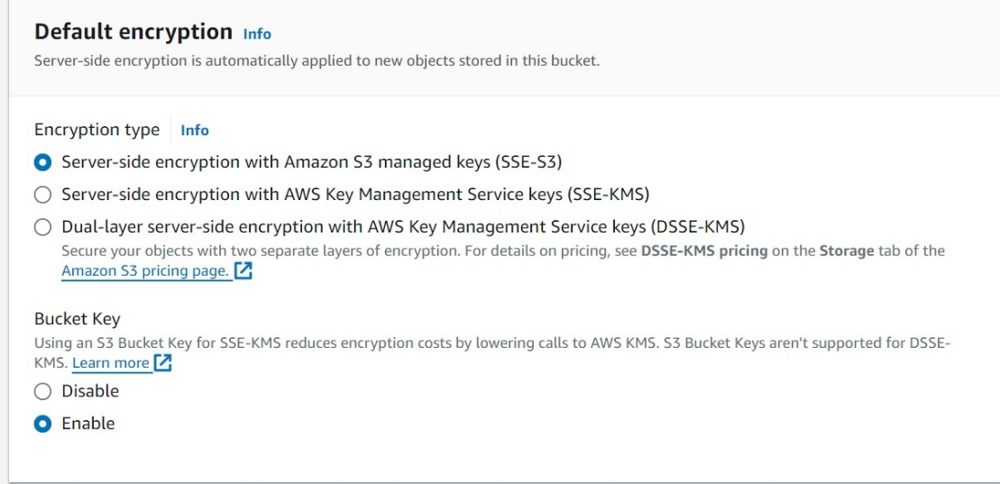 Default encryption Info
Server-side encryption is automatically applied to new objects stored in this bucket.
Encryption type Info
Server-side encryption with Amazon S3 managed keys (SSE-S3)
Server-side encryption with AWS Key Management Service keys (SSE-KMS)
Dual-layer server-side encryption with AWS Key Management Service keys (DSSE-KMS)
Secure your objects with two separate layers of encryption. For details on pricing, see DSSE-KMS pricing on the Storage tab of the
Amazon S3 pricing page.
Bucket Key
Using an S3 Bucket Key for SSE-KMS reduces encryption costs by lowering calls to AWS KMS. S3 Bucket Keys aren't supported for DSSE-
KMS. Learn more
Disable
Enable